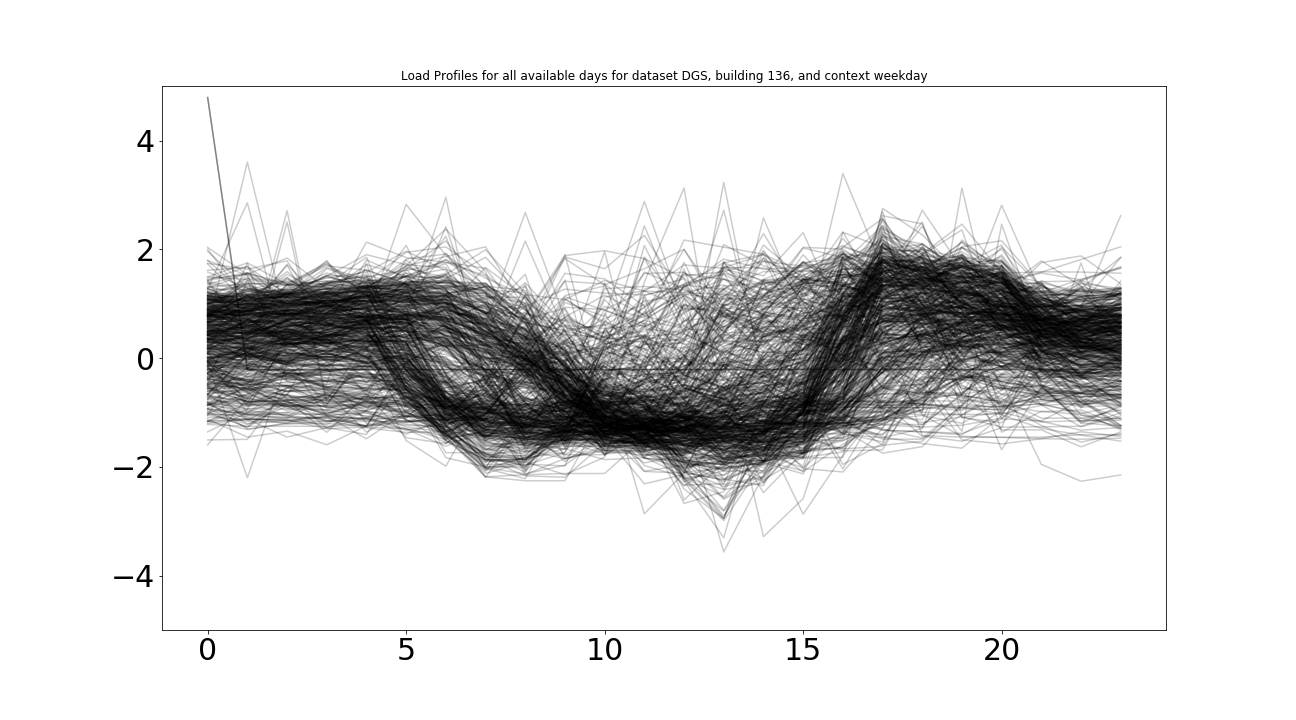 Load Profiles for all available days for dataset DGS, building 136, and context weekday
4
2
0
−2
−4
0 5 10 15 20